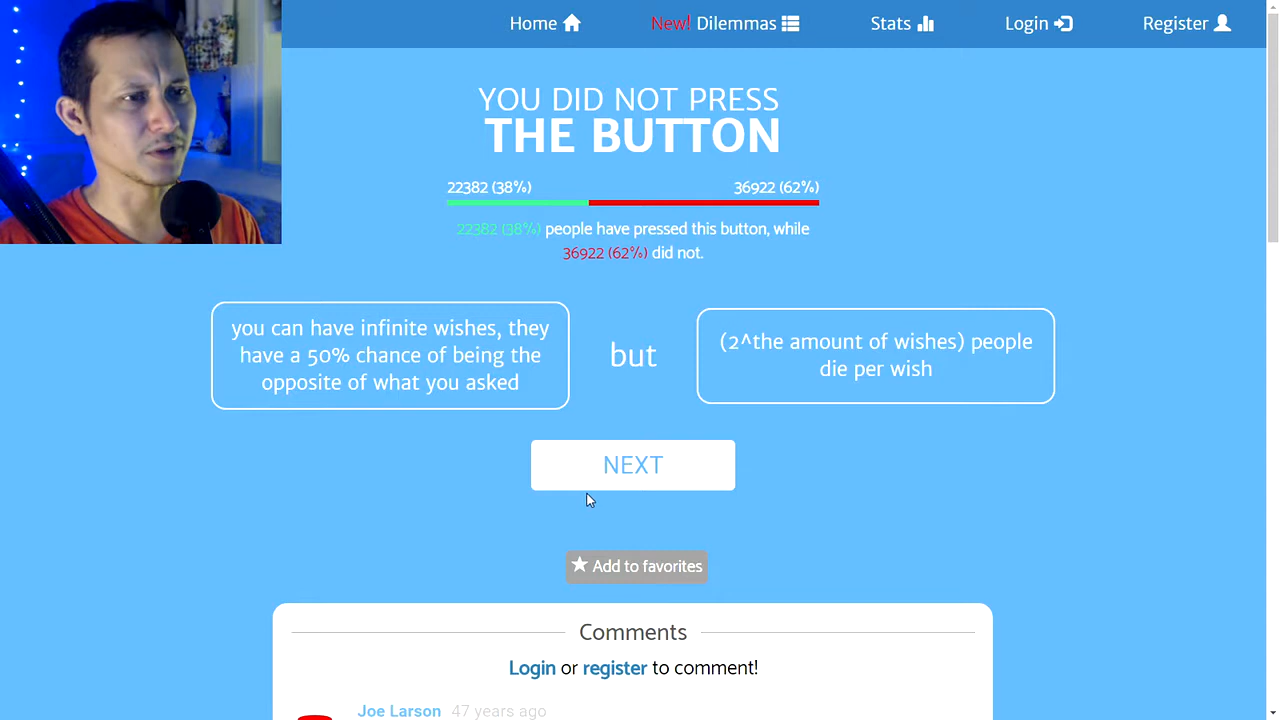 Home New! Dilemmas Stats Login Register
YOU DID NOT PRESS
THE BUTTON
22382 (38%) 36922 (62%)
22382 (38%) people have pressed this button, while
36922 (62%) did not.
you can have infinite wishes, they
have a 50% chance of being the
opposite of what you asked
but
(2^the amount of wishes) people
die per wish
NEXT
Add to favorites
Comments
Login or register to comment!
Joe Larson 47 years ago